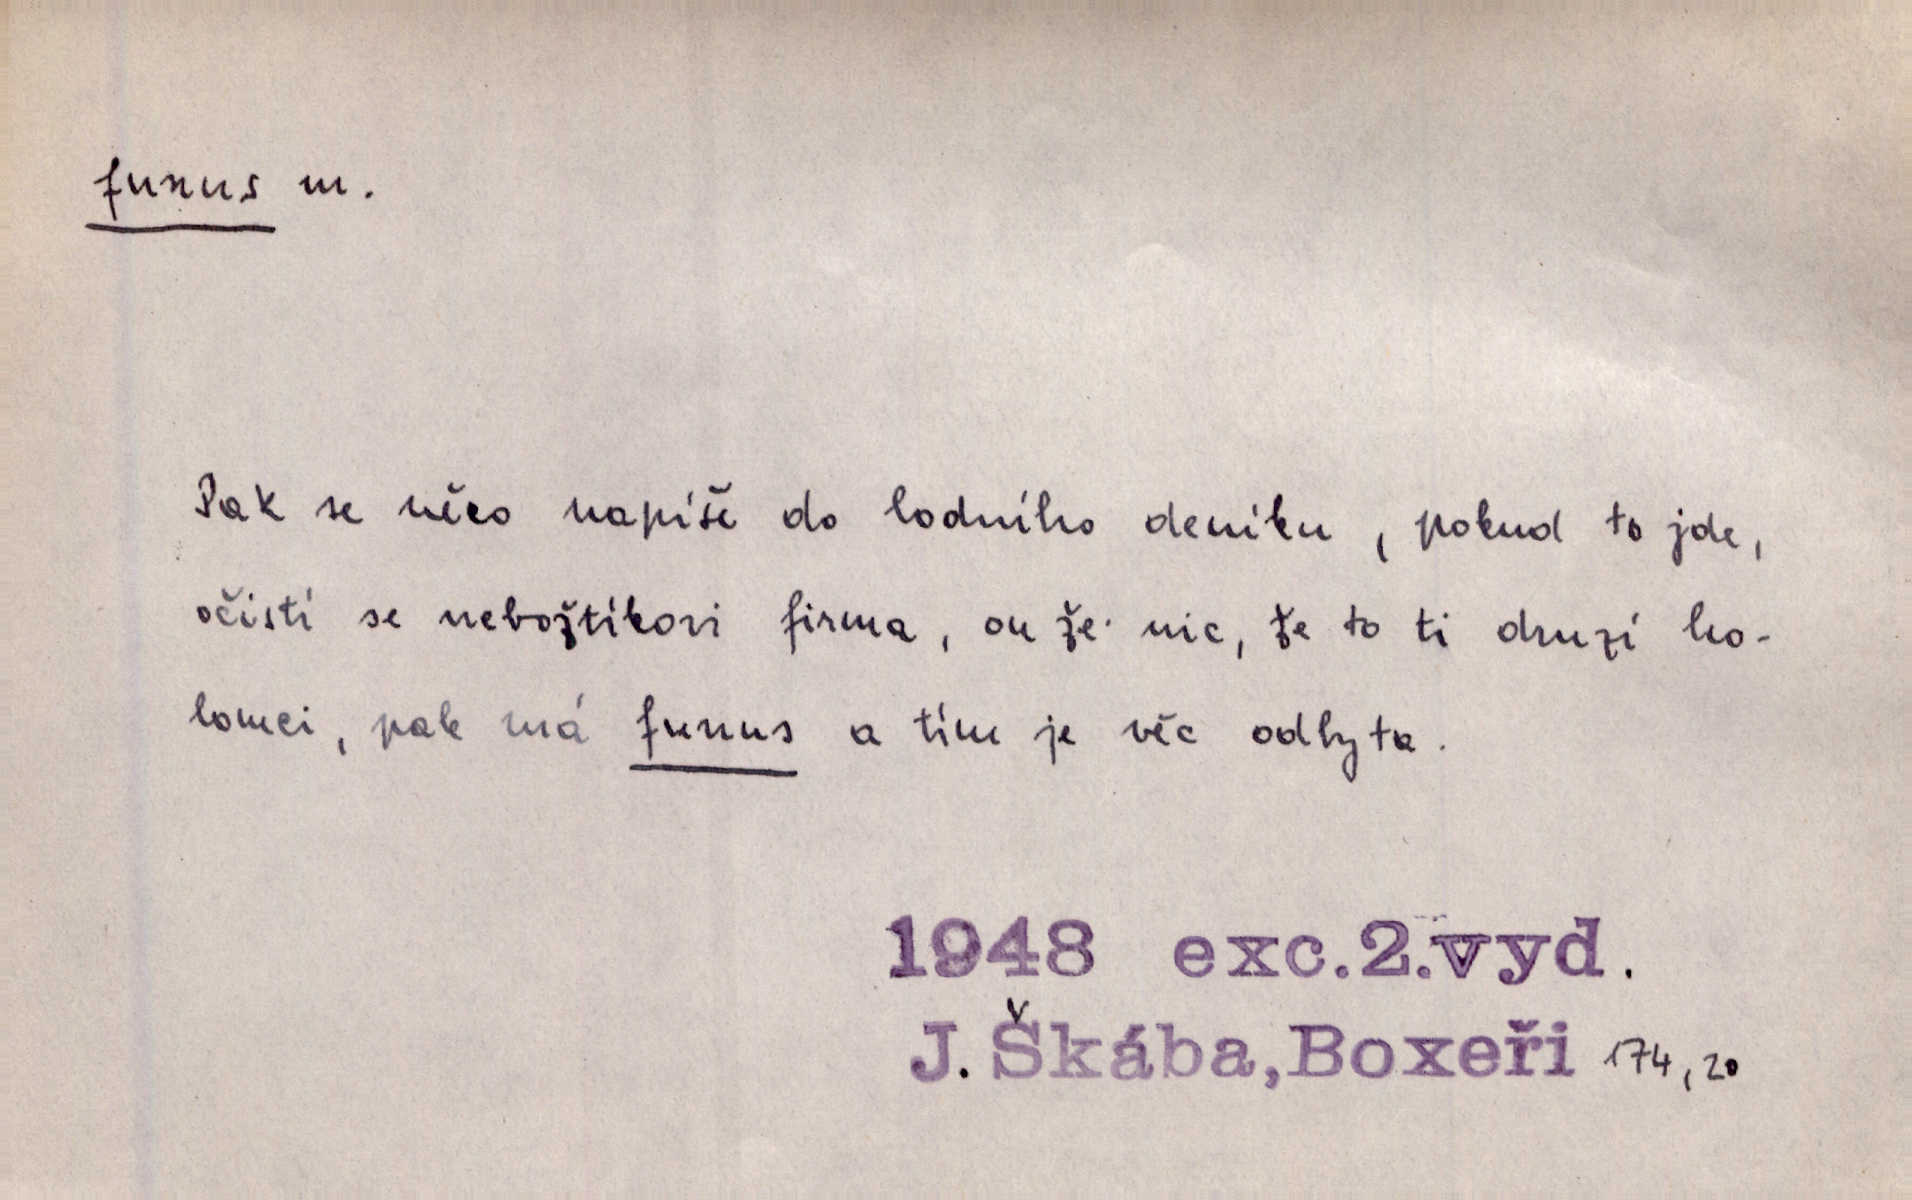 funus m.
Pak se něco napíše do lodního deníku, pokud to jde,
očistí se nebožtíkovi firma, on že nic, že to ti druzí ho-
lomci, pak má funus a tím je věc odbyta.
1948 exc.2.vyd.
J. Škába, Boxeři 174, 20